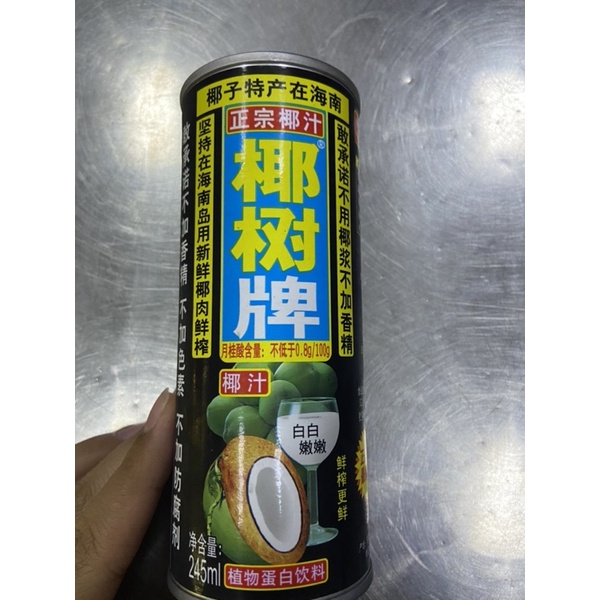 椰子特产在海南
正宗椰汁
椰树牌
®
坚持在海南岛用新鲜椰肉鲜榨
敢承诺不用椰浆不加香精
敢承诺不加香精 不加色素 不加防腐剂
月桂酸含量：不低于0.8g/100g
椰汁
白白
嫩嫩
鲜榨更鲜
净含量：
245ml
植物蛋白饮料